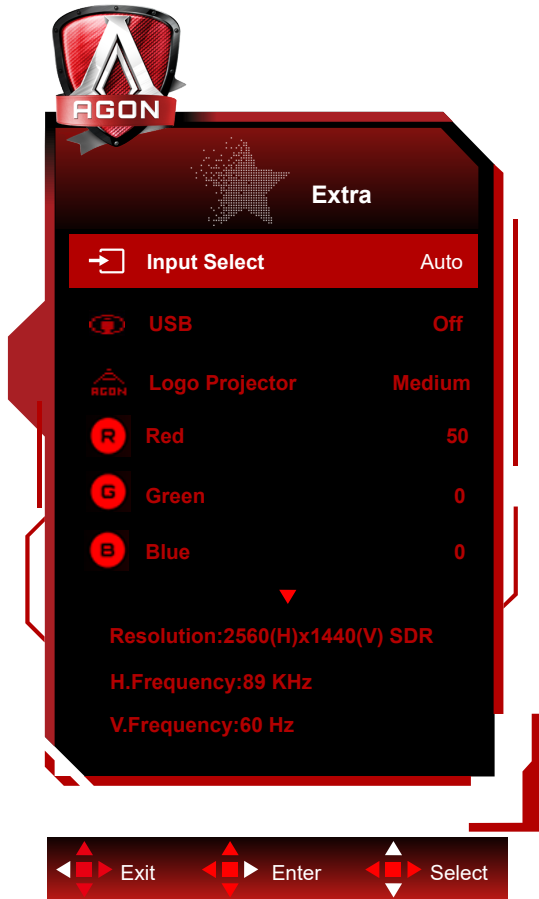 AGON
Extra
Input Select Auto
USB Off
AGON Logo Projector Medium
R Red 50
G Green 0
B Blue 0
Resolution:2560(H)x1440(V) SDR
H.Frequency:89 KHz
V.Frequency:60 Hz
Exit Enter Select